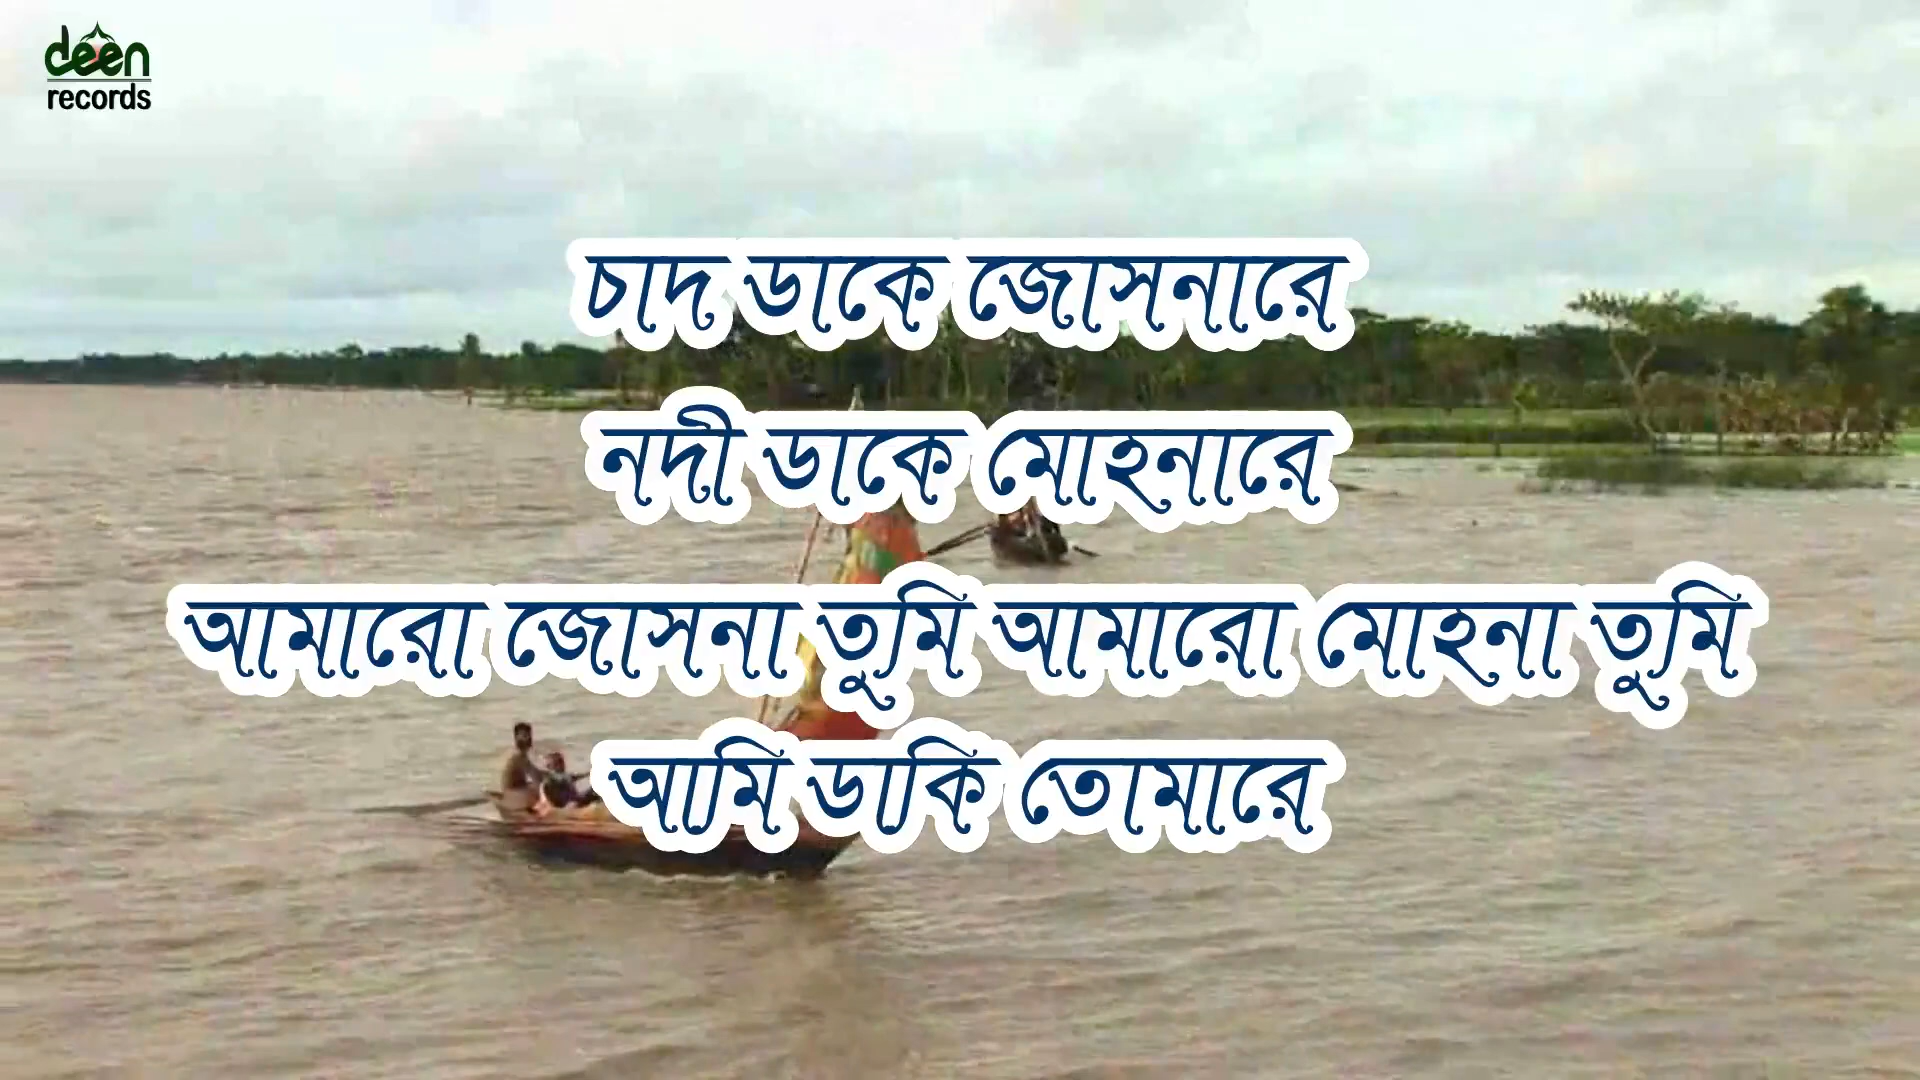 deen
records
চাদ ডাকে জোসনারে
নদী ডাকে মোহনারে
আমারো জোসনা তুমি আমারো মোহনা তুমি
আমি ডাকি তোমারে